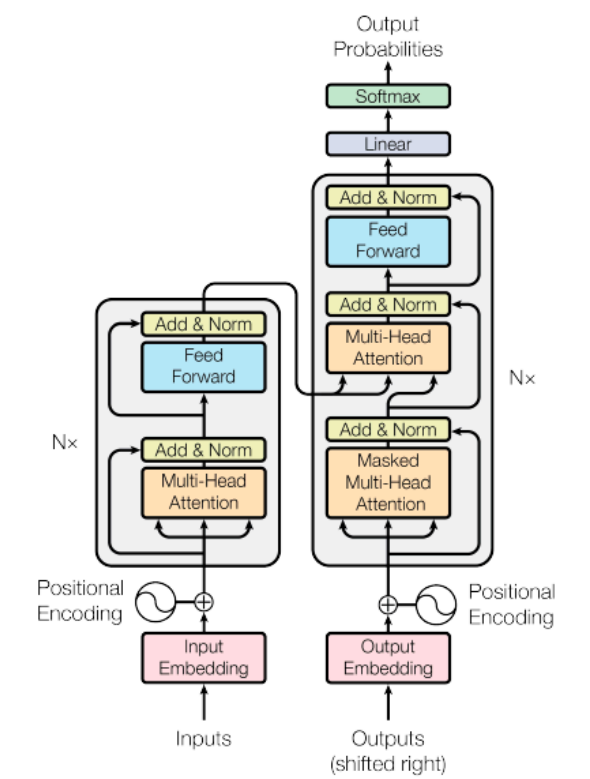 Output
Probabilities
Softmax
Linear
Add & Norm
Feed
Forward
Add & Norm
Multi-Head
Attention
Add & Norm
Masked
Multi-Head
Attention
Nx
Add & Norm
Feed
Forward
Add & Norm
Multi-Head
Attention
Nx
Positional
Encoding
Positional
Encoding
Input
Embedding
Output
Embedding
Inputs
Outputs
(shifted right)